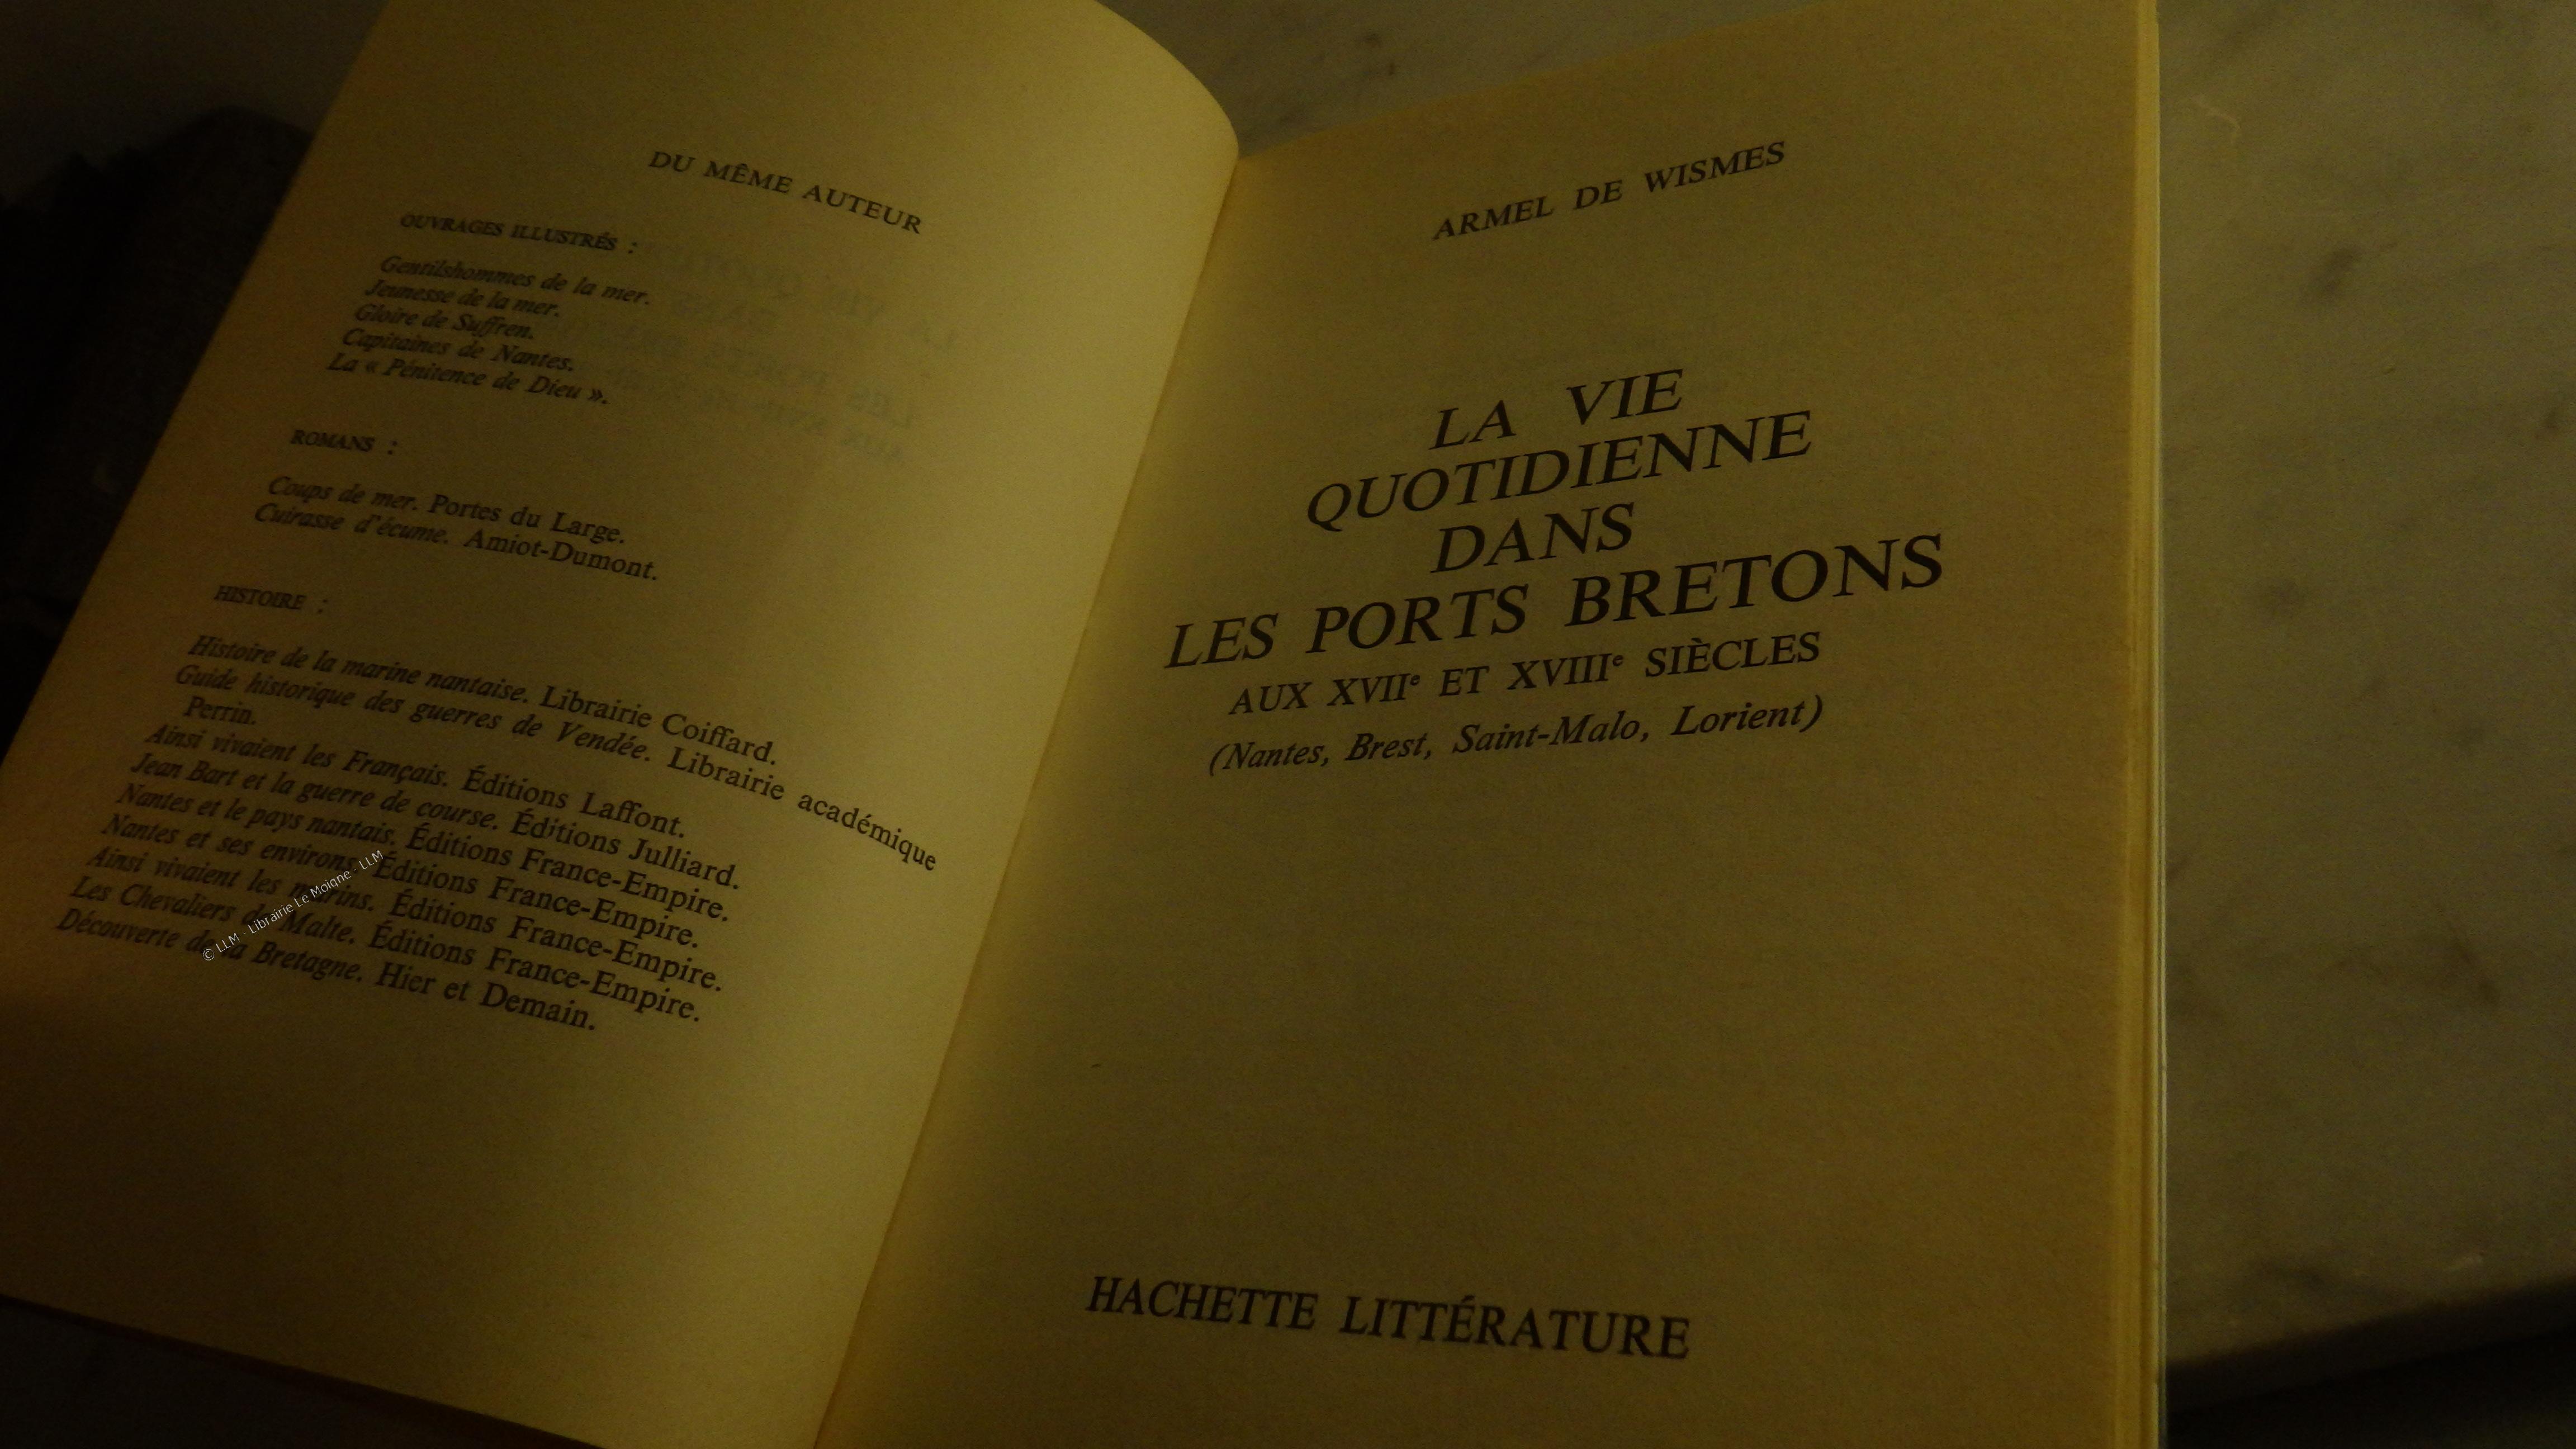 DU MÊME AUTEUR
OUVRAGES ILLUSTRÉS :
Gentilshommes de la mer.
Jeunesse de la mer.
Gloire de Suffren.
Capitaines de Nantes.
La « Pénitence de Dieu ».
ROMANS :
Coups de mer. Portes du Large.
Cuirasse d'écume. Amiot-Dumont.
HISTOIRE :
Histoire de la marine nantaise. Librairie Coiffard.
Guide historique des guerres de Vendée. Librairie académique
Perrin.
Ainsi vivaient les Français. Éditions Laffont.
Jean Bart et la guerre de course. Éditions Julliard.
Nantes et le pays nantais. Éditions France-Empire.
Nantes et ses environs. Éditions France-Empire.
Ainsi vivaient les marins. Éditions France-Empire.
Les Chevaliers de Malte. Éditions France-Empire.
Découverte de la Bretagne. Hier et Demain.
© LLM - Librairie Le Moigne - LLM
ARMEL DE WISMES
LA VIE
QUOTIDIENNE
DANS
LES PORTS BRETONS
AUX XVIIe ET XVIIIe SIÈCLES
(Nantes, Brest, Saint-Malo, Lorient)
HACHETTE LITTÉRATURE